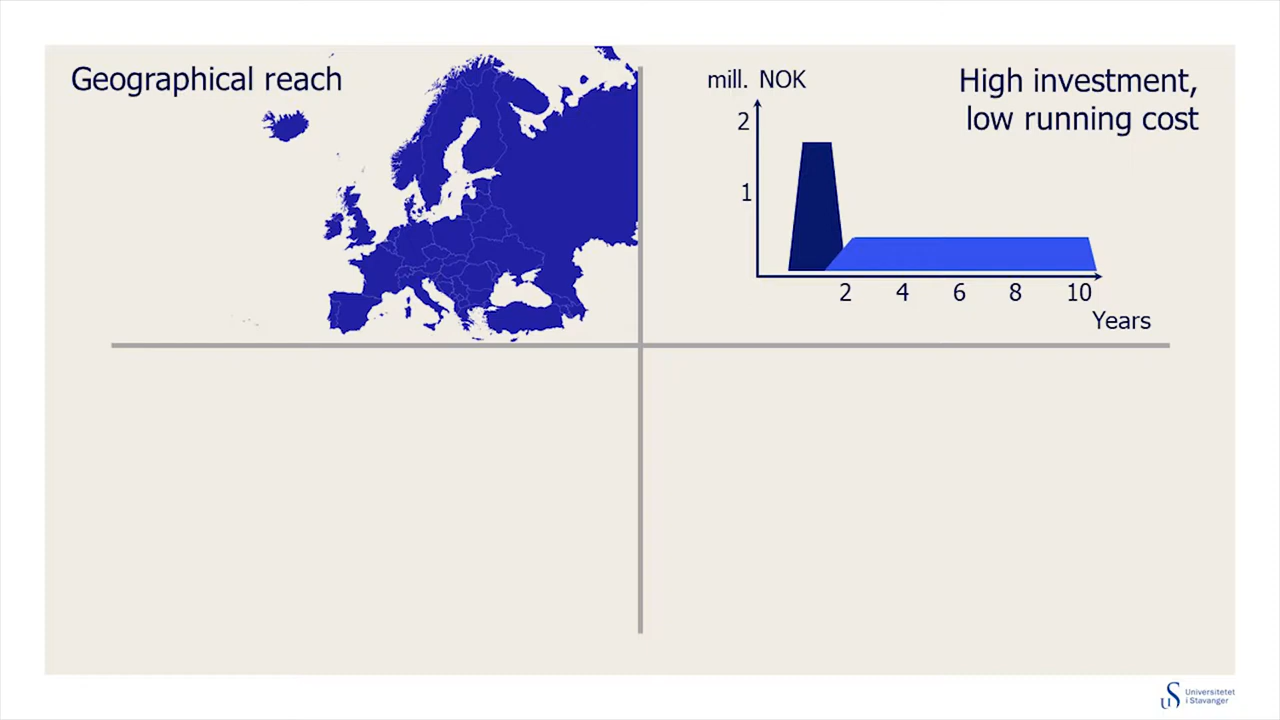 Geographical reach
mill. NOK
High investment,
low running cost
2
1
2 4 6 8 10
Years
Universitetet
i Stavanger